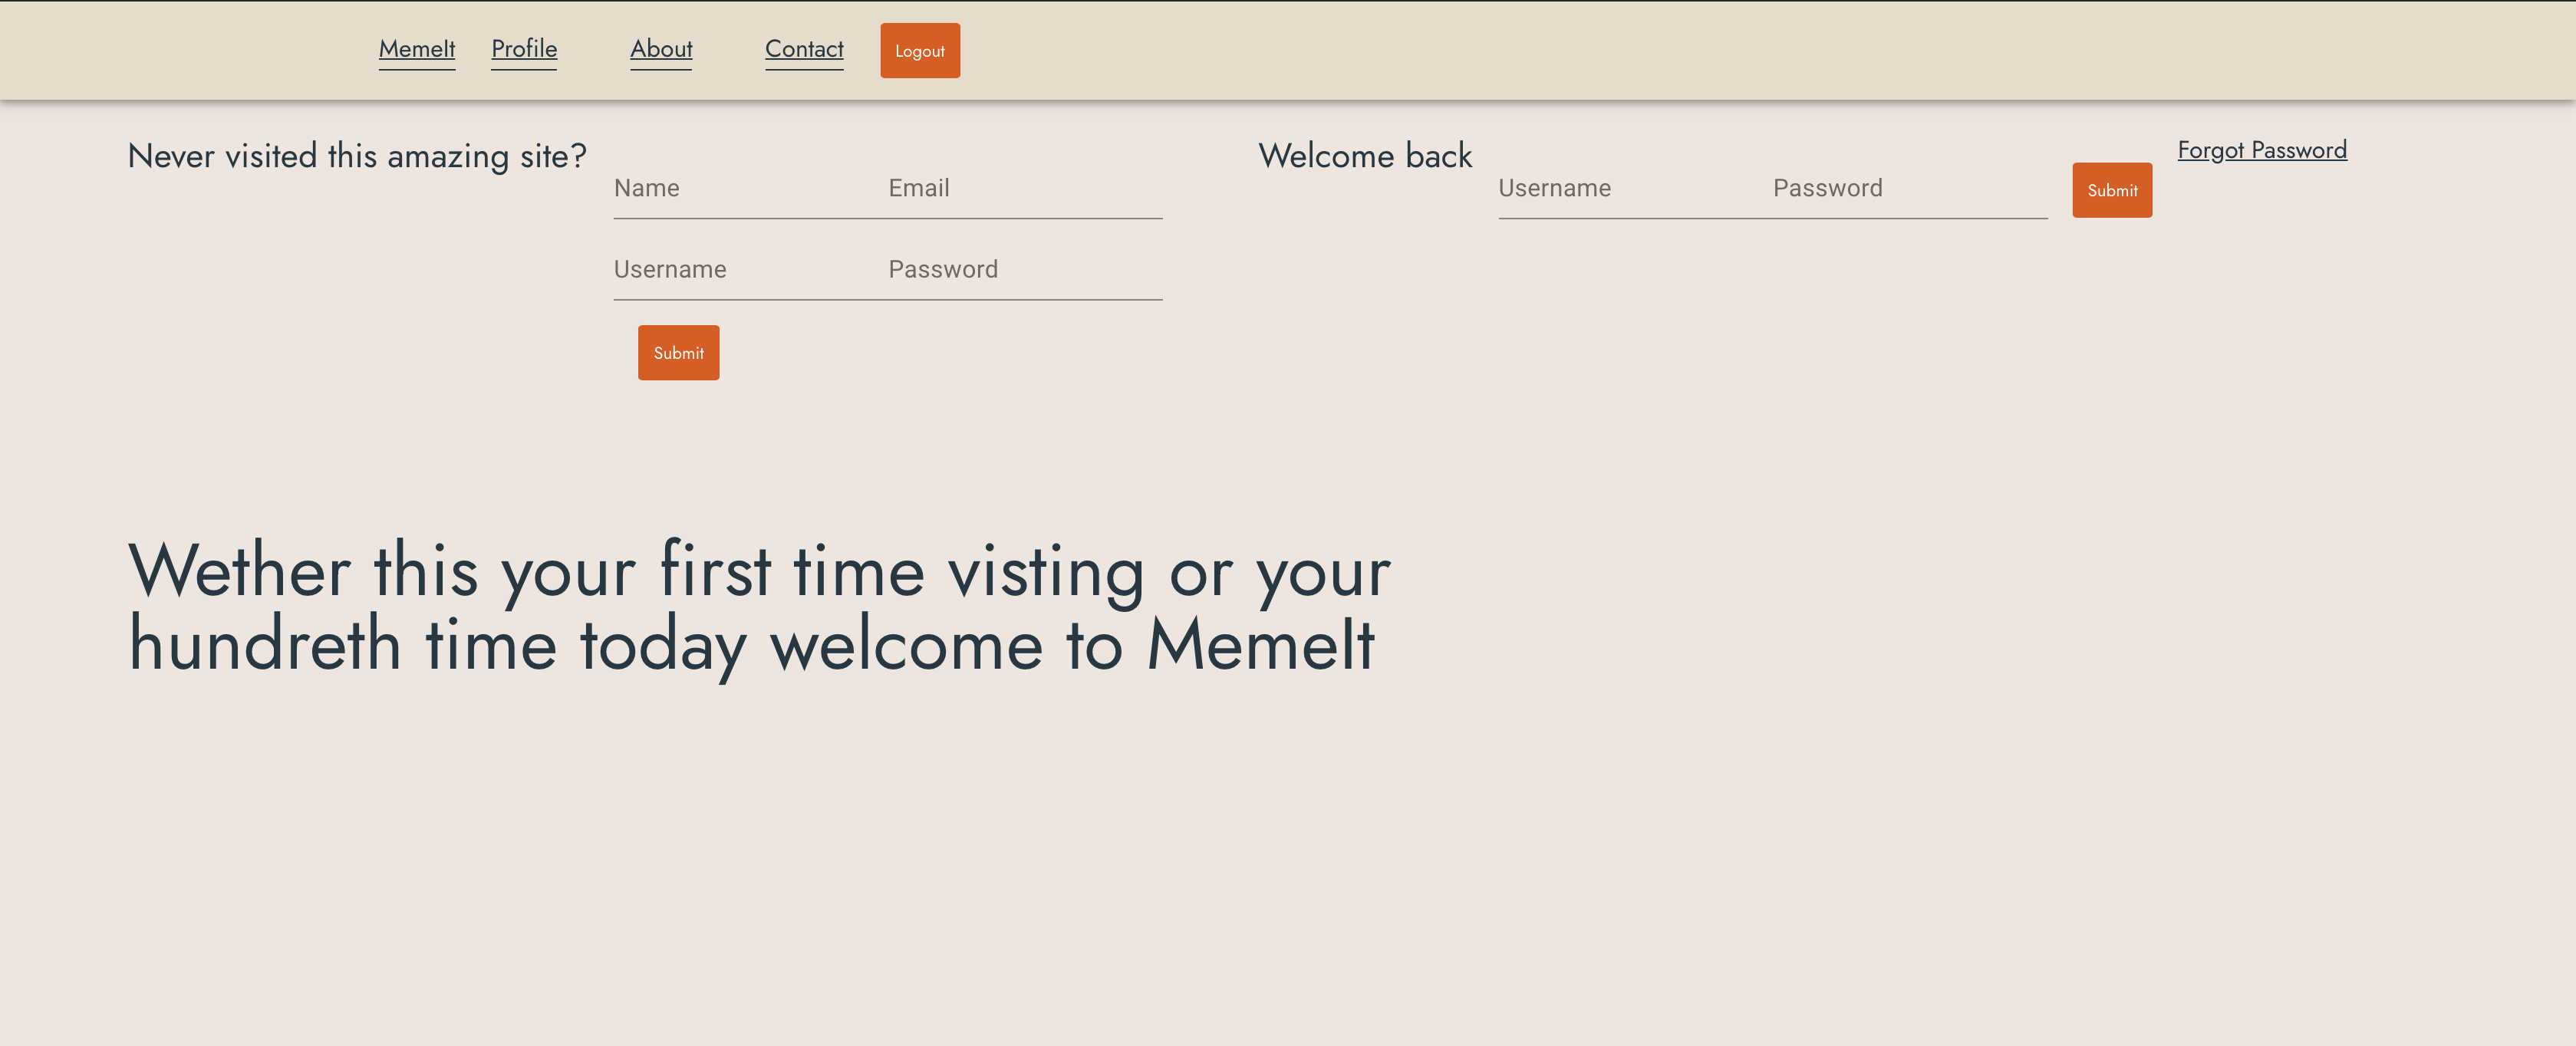 MemeIt Profile About Contact Logout
Never visited this amazing site?
Name Email
Username Password
Submit
Welcome back
Username Password Submit
Forgot Password
Wether this your first time visting or your
hundreth time today welcome to MemeIt